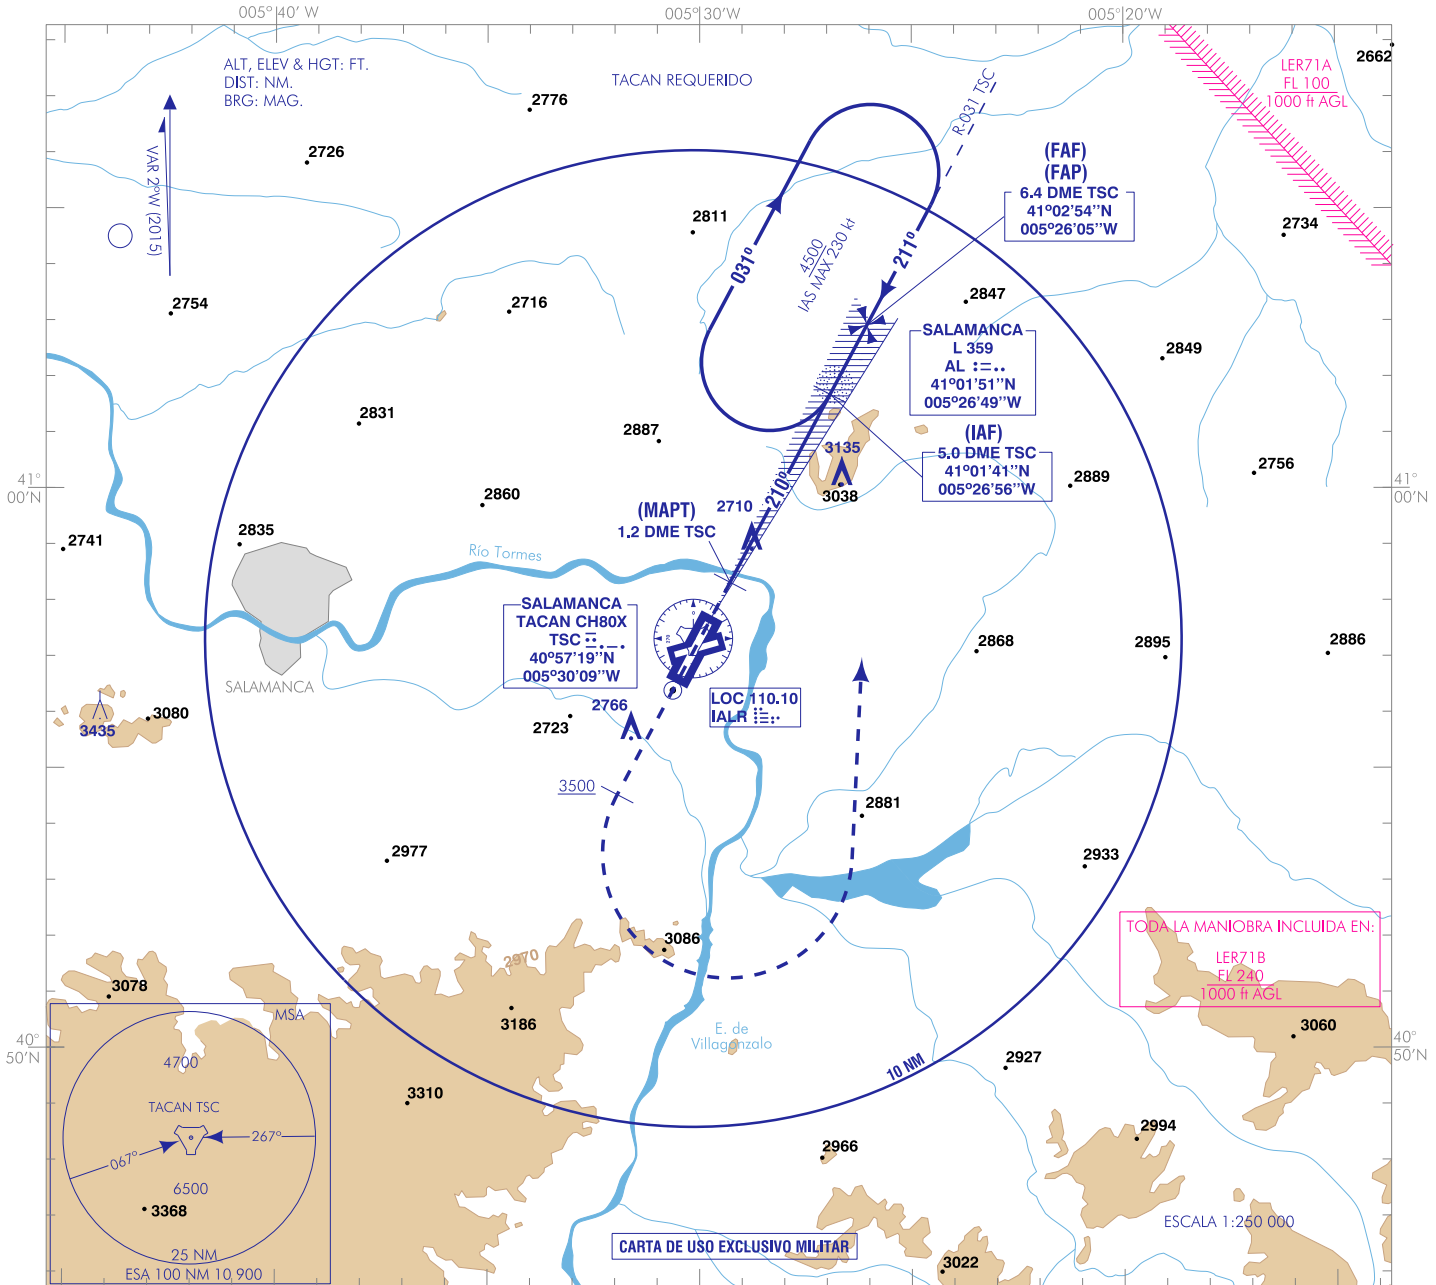 005°40' W
005°30'W
005°20'W
ALT, ELEV & HGT: FT.
DIST: NM.
BRG: MAG.
TACAN REQUERIDO
LER71A
FL 100
1000 ft AGL
2662
2776
2726
VAR 2°W (2015)
R-031 TSC
(FAF)
(FAP)
6.4 DME TSC
41°02'54''N
005°26'05''W
2811
2734
031°
4500
IAS MAX 230 kt
211°
2754
2716
2847
SALAMANCA
L 359
AL
41°01'51''N
005°26'49''W
2849
2831
2887
3135
(IAF)
5.0 DME TSC
41°01'41''N
005°26'56''W
41°
00'N
41°
00'N
2756
2889
2860
3038
210°
2710
(MAPT)
1.2 DME TSC
2835
2741
Río Tormes
SALAMANCA
TACAN CH80X
TSC
40°57'19''N
005°30'09''W
2868
2895
2886
SALAMANCA
LOC 110.10
IALR
2766
2723
3080
3435
3500
2881
2977
2933
3086
2970
TODA LA MANIOBRA INCLUIDA EN:
LER71B
FL 240
1000 ft AGL
3078
3186
3060
E. de
Villagonzalo
40°
50'N
40°
50'N
MSA
4700
TACAN TSC
267°
067°
6500
3368
25 NM
ESA 100 NM 10 900
10 NM
2927
3310
2994
2966
ESCALA 1:250 000
CARTA DE USO EXCLUSIVO MILITAR
3022